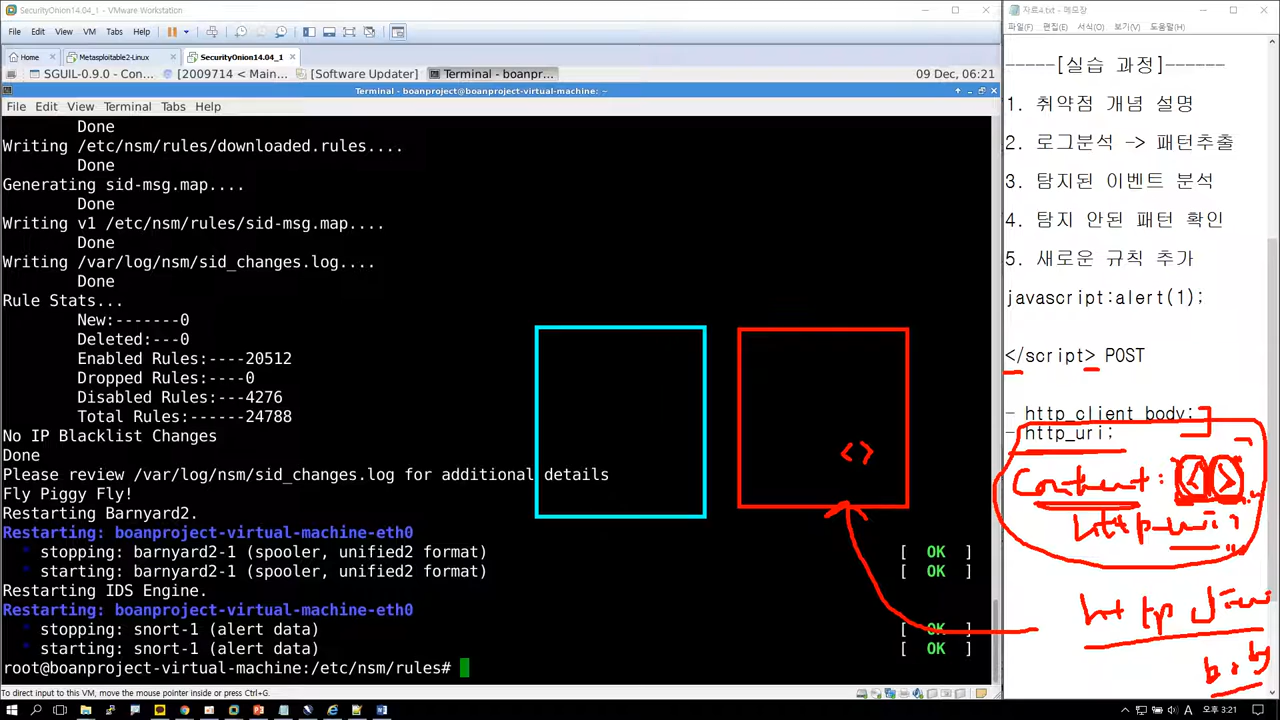 SecurityOnion14.04_1 - VMware Workstation
File Edit View VM Tabs Help
Home Metasploitable2-Linux SecurityOnion14.04_1
SGUIL-0.9.0 - Con... [2009714 < Main... [Software Updater] Terminal - boanpr... 09 Dec, 06:21
Terminal - boanproject@boanproject-virtual-machine: ~
File Edit View Terminal Tabs Help
Done
Writing /etc/nsm/rules/downloaded.rules....
Done
Generating sid-msg.map....
Done
Writing v1 /etc/nsm/rules/sid-msg.map....
Done
Writing /var/log/nsm/sid_changes.log....
Done
Rule Stats...
New:-------0
Deleted:---0
Enabled Rules:----20512
Dropped Rules:----0
Disabled Rules:---4276
Total Rules:------24788
No IP Blacklist Changes
Done
Please review /var/log/nsm/sid_changes.log for additional details
Fly Piggy Fly!
Restarting Barnyard2.
Restarting: boanproject-virtual-machine-eth0
* stopping: barnyard2-1 (spooler, unified2 format) [ OK ]
* starting: barnyard2-1 (spooler, unified2 format) [ OK ]
Restarting IDS Engine.
Restarting: boanproject-virtual-machine-eth0
* stopping: snort-1 (alert data) [ OK ]
* starting: snort-1 (alert data) [ OK ]
root@boanproject-virtual-machine:/etc/nsm/rules#
<>
To direct input to this VM, move the mouse pointer inside or press Ctrl+G.
자료4.txt - 메모장
파일(F) 편집(E) 서식(O) 보기(V) 도움말(H)
-----[실습 과정]------
1. 취약점 개념 설명
2. 로그분석 -> 패턴추출
3. 탐지된 이벤트 분석
4. 탐지 안된 패턴 확인
5. 새로운 규칙 추가
javascript:alert(1);
</script> POST
- http_client_body;
- http_uri;
Content: "<>"
http_uri;
http
body
A 오후 3:21